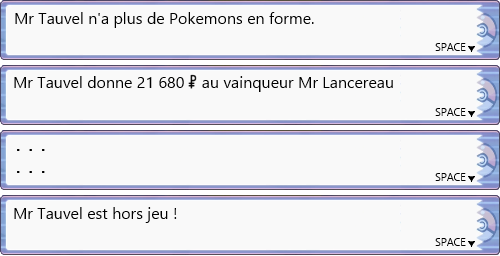 Mr Tauvel n'a plus de Pokemons en forme.
SPACE
Mr Tauvel donne 21 680 ₽ au vainqueur Mr Lancereau
SPACE
. . .
. . .
SPACE
Mr Tauvel est hors jeu !
SPACE